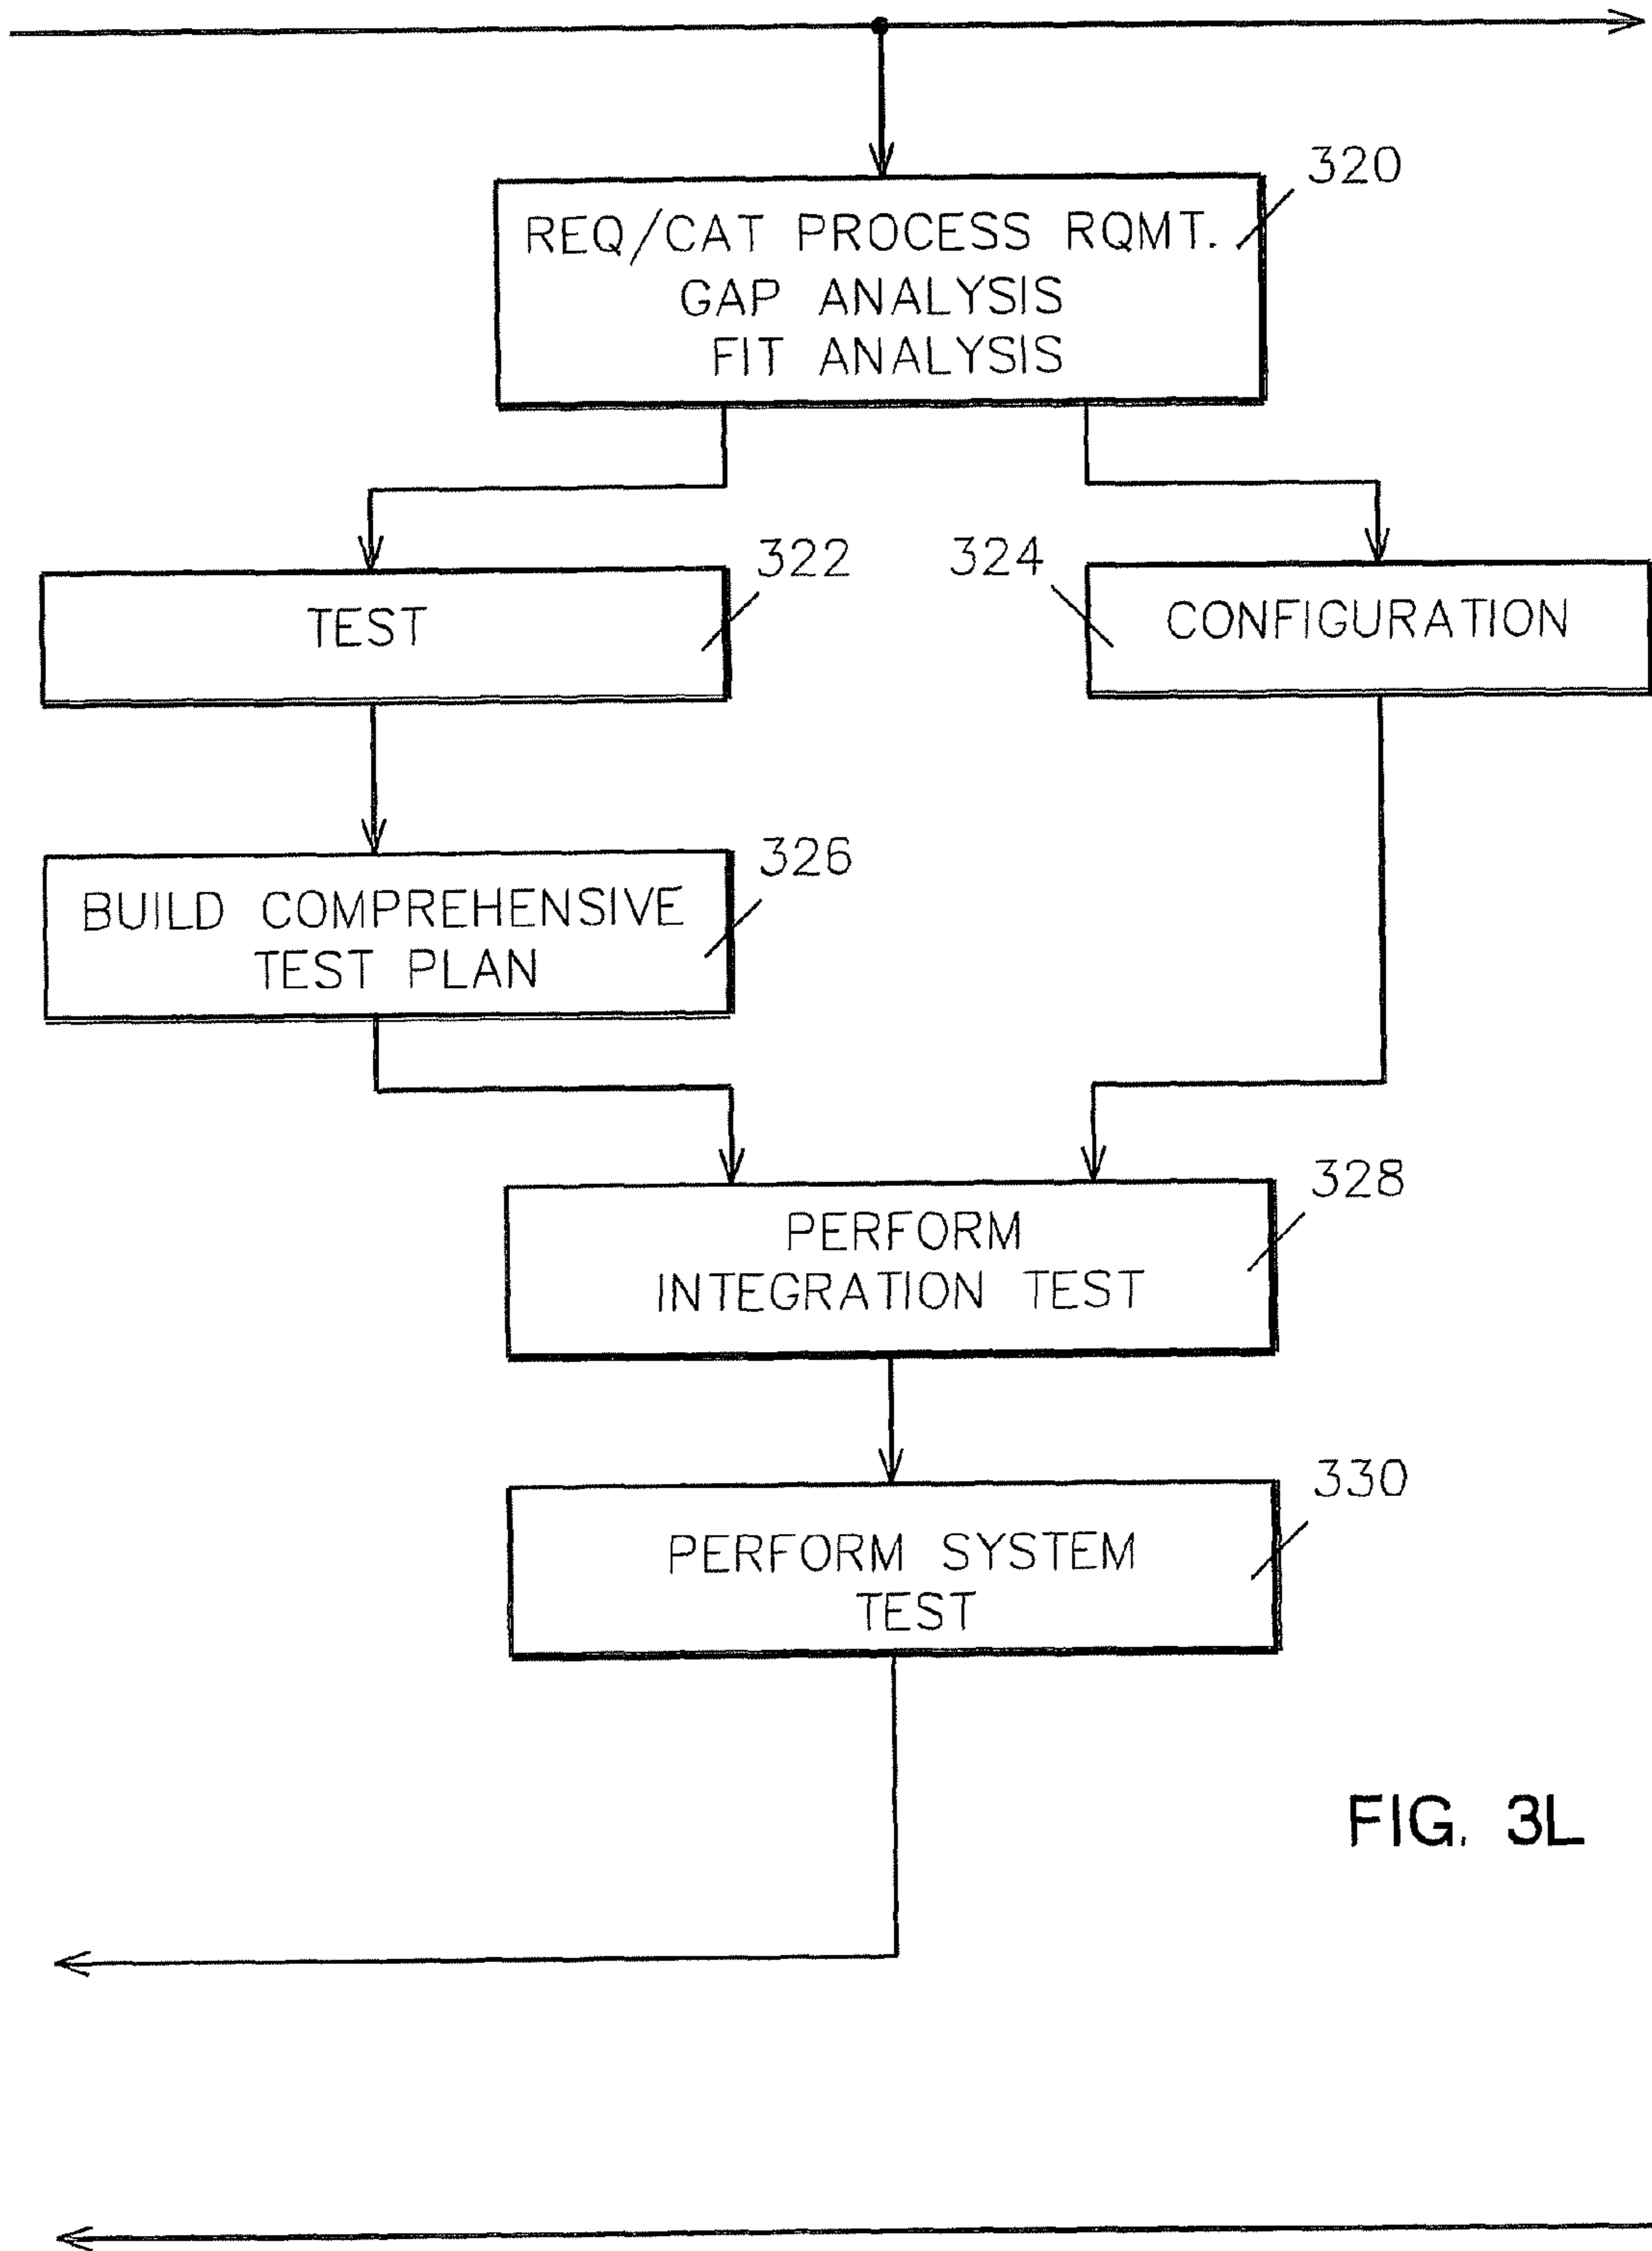 320
REQ/CAT PROCESS RQMT.
GAP ANALYSIS
FIT ANALYSIS
322
324
TEST
CONFIGURATION
326
BUILD COMPREHENSIVE
TEST PLAN
328
PERFORM
INTEGRATION TEST
330
PERFORM SYSTEM
TEST
FIG. 3L